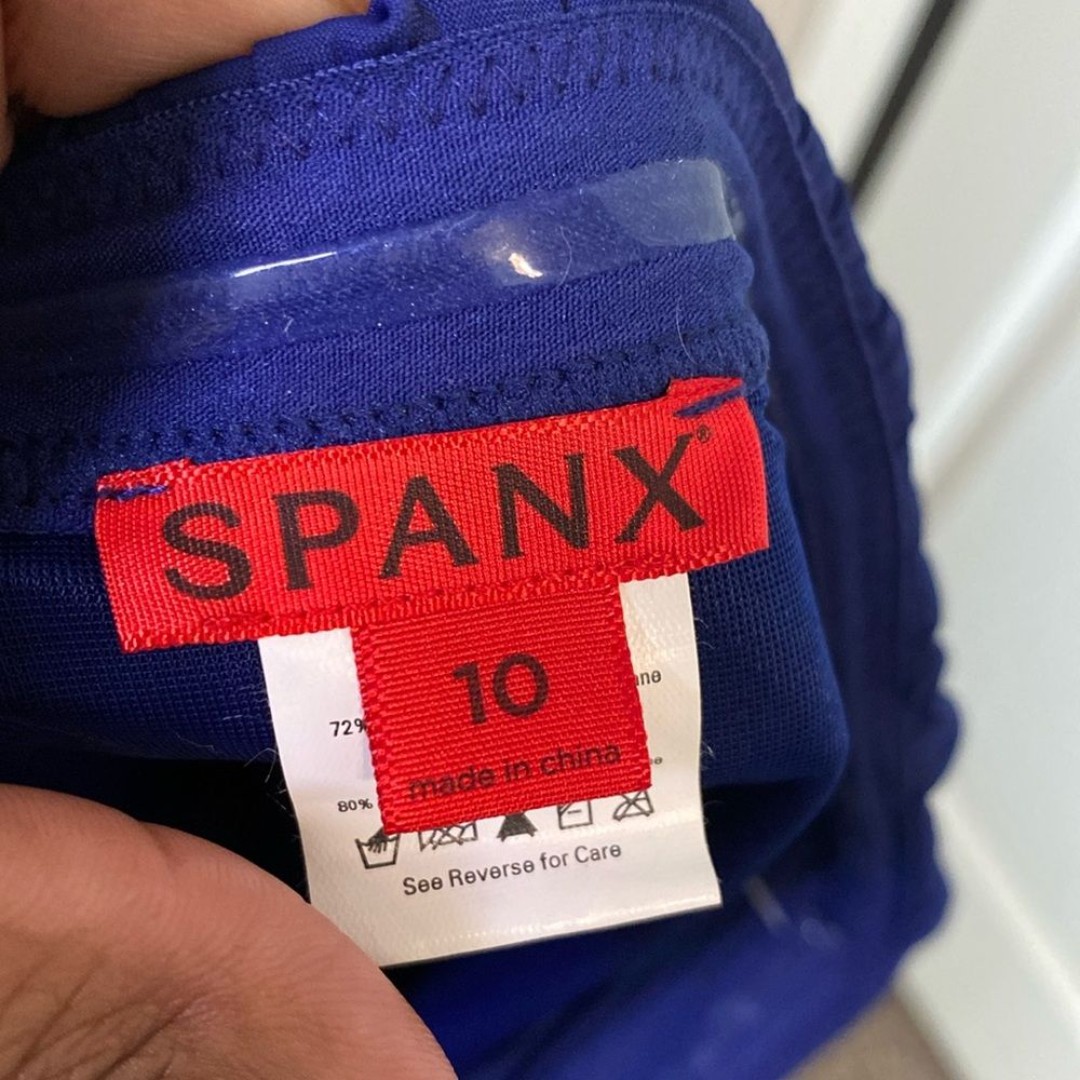 SPANX®
10
made in china
72%
80%
See Reverse for Care